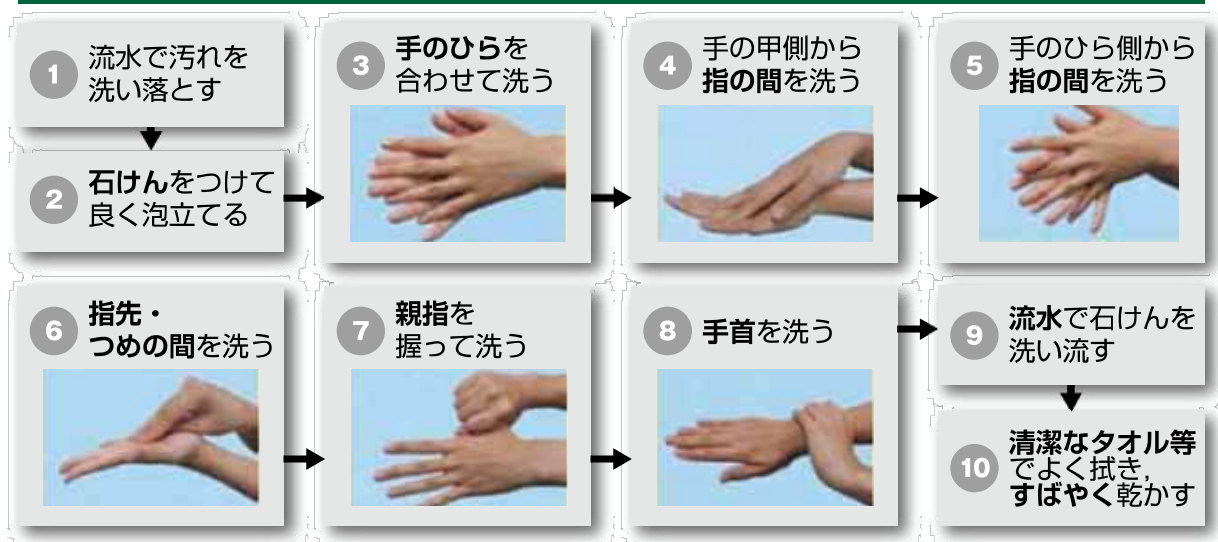 1
流水で汚れを
洗い落とす
2
石けんをつけて
良く泡立てる
3
手のひらを
合わせて洗う
4
手の甲側から
指の間を洗う
5
手のひら側から
指の間を洗う
6
指先・
つめの間を洗う
7
親指を
握って洗う
8
手首を洗う
9
流水で石けんを
洗い流す
10
清潔なタオル等
でよく拭き,
すばやく乾かす